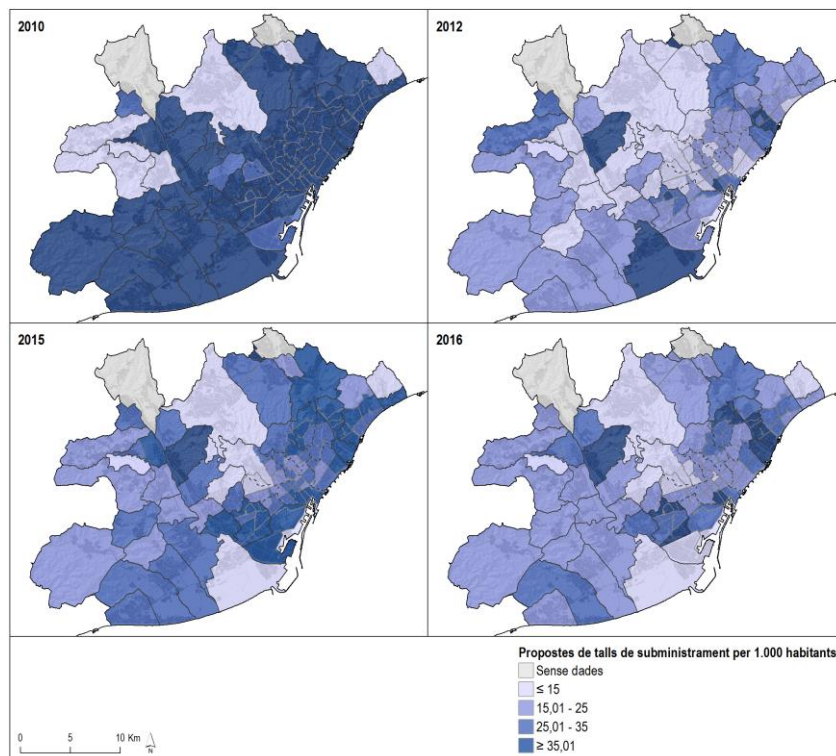 2010
2012
2015
2016
Propostes de talls de subministrament per 1.000 habitants
Sense dades
≤ 15
15,01 - 25
25,01 - 35
≥ 35,01
0 5 10 Km
N